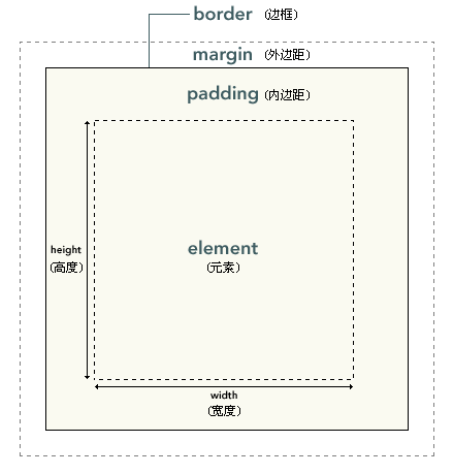 border (边框)
margin (外边距)
padding (内边距)
element
(元素)
height
(高度)
width
(宽度)